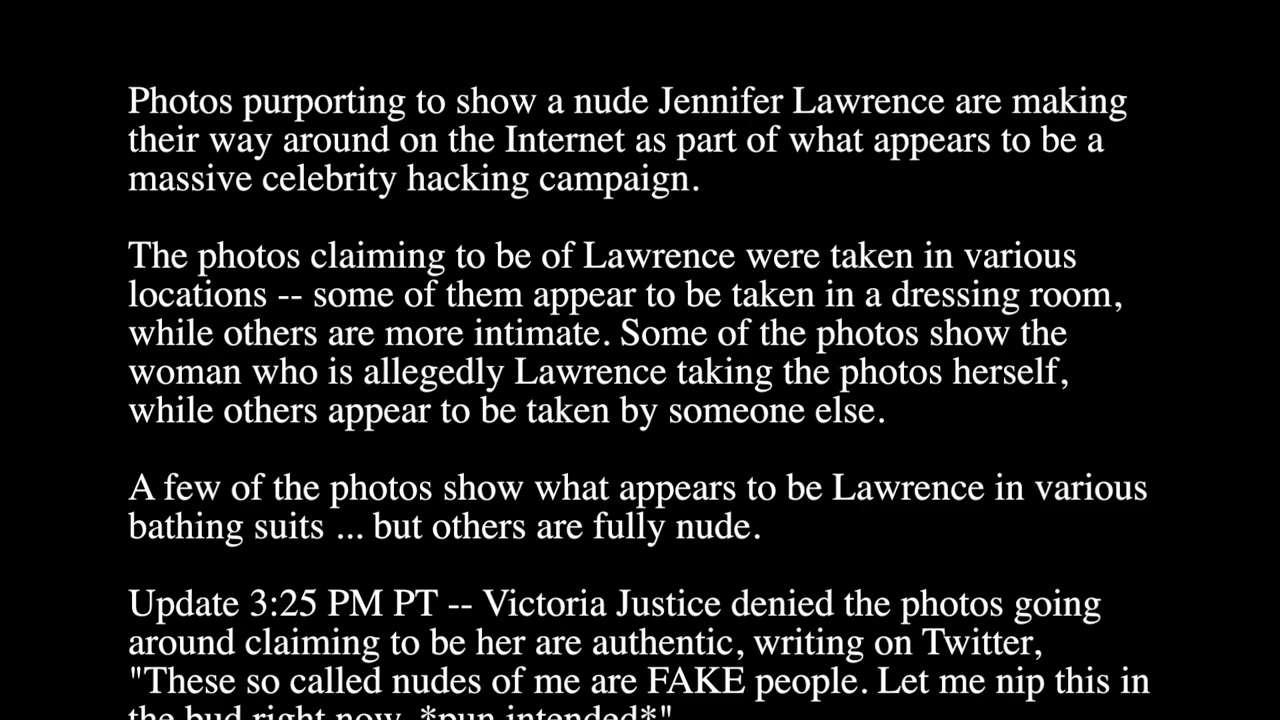 Photos purporting to show a nude Jennifer Lawrence are making
their way around on the Internet as part of what appears to be a
massive celebrity hacking campaign.
The photos claiming to be of Lawrence were taken in various
locations -- some of them appear to be taken in a dressing room,
while others are more intimate. Some of the photos show the
woman who is allegedly Lawrence taking the photos herself,
while others appear to be taken by someone else.
A few of the photos show what appears to be Lawrence in various
bathing suits ... but others are fully nude.
Update 3:25 PM PT -- Victoria Justice denied the photos going
around claiming to be her are authentic, writing on Twitter,
"These so called nudes of me are FAKE people. Let me nip this in
the bud right now. *pun intended*"